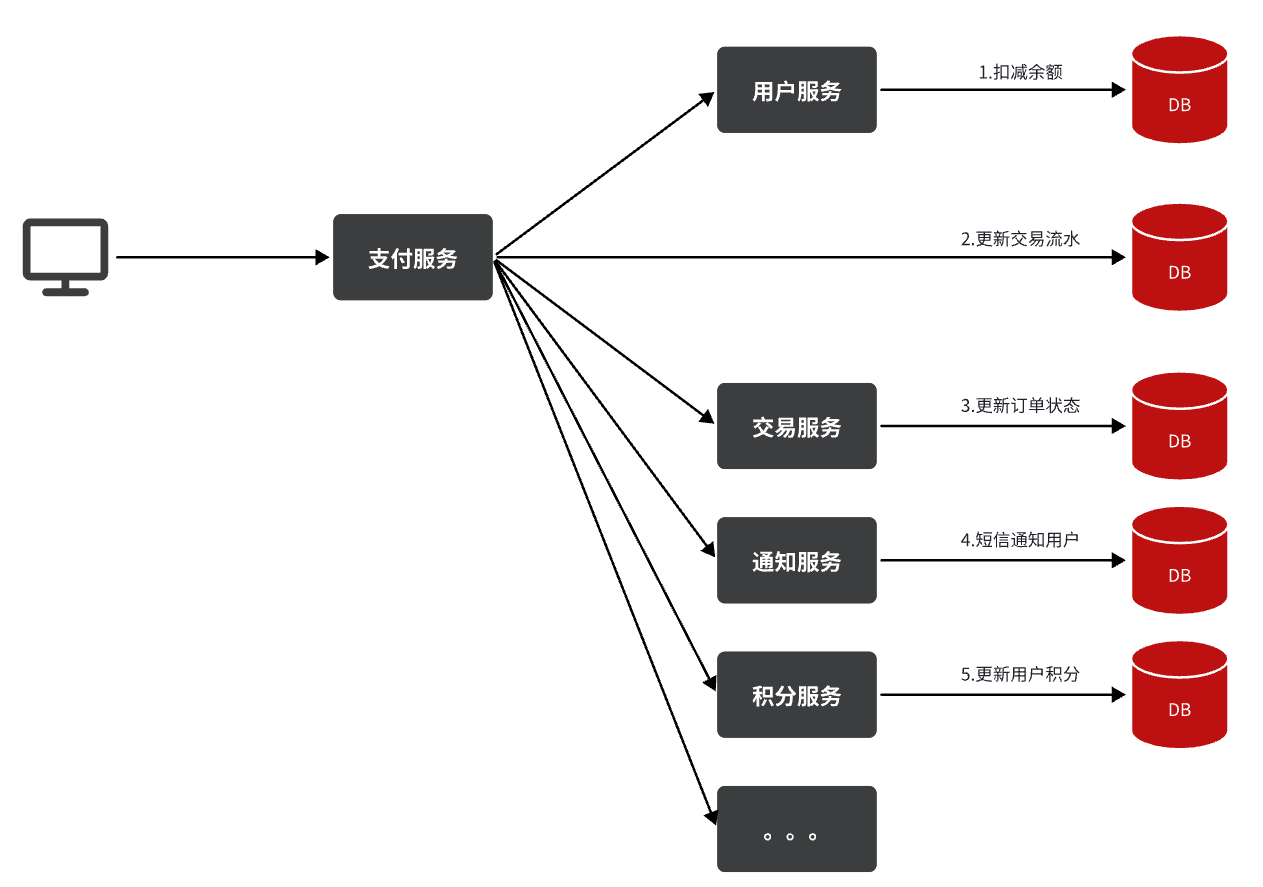 用户服务
1.扣减余额
DB
支付服务
2.更新交易流水
DB
交易服务
3.更新订单状态
DB
通知服务
4.短信通知用户
DB
积分服务
5.更新用户积分
DB
。。。